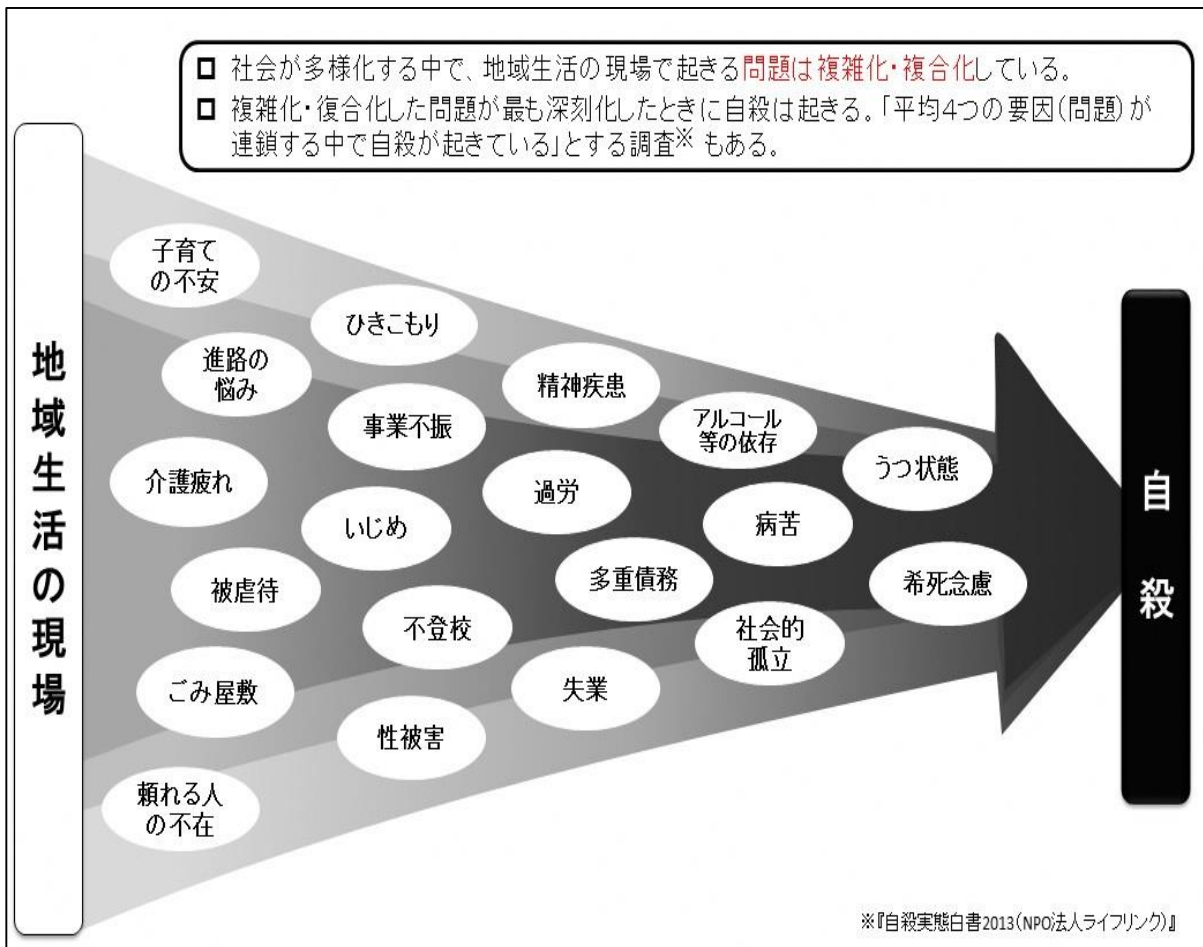 □ 社会が多様化する中で、地域生活の現場で起きる問題は複雑化・複合化している。
□ 複雑化・復合化した問題が最も深刻化したときに自殺は起きる。「平均4つの要因(問題)が
連鎖する中で自殺が起きている」とする調査※ もある。
地域生活の現場
子育て
の不安
進路の
悩み
介護疲れ
被虐待
ごみ屋敷
頼れる人
の不在
ひきこもり
事業不振
いじめ
不登校
性被害
精神疾患
過労
多重債務
失業
アルコール
等の依存
病苦
社会的
孤立
うつ状態
希死念慮
自殺
※『自殺実態白書2013(NPO法人ライフリンク)』